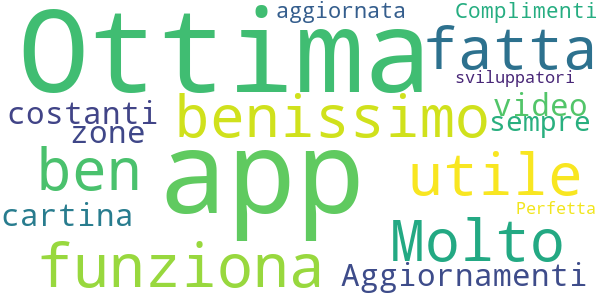 aggiornata Complimenti
Ottima fatta
sviluppatori
costanti benissimo video
zone sempre
ben app utile
cartina Perfetta
Molto
funziona Aggiornamenti